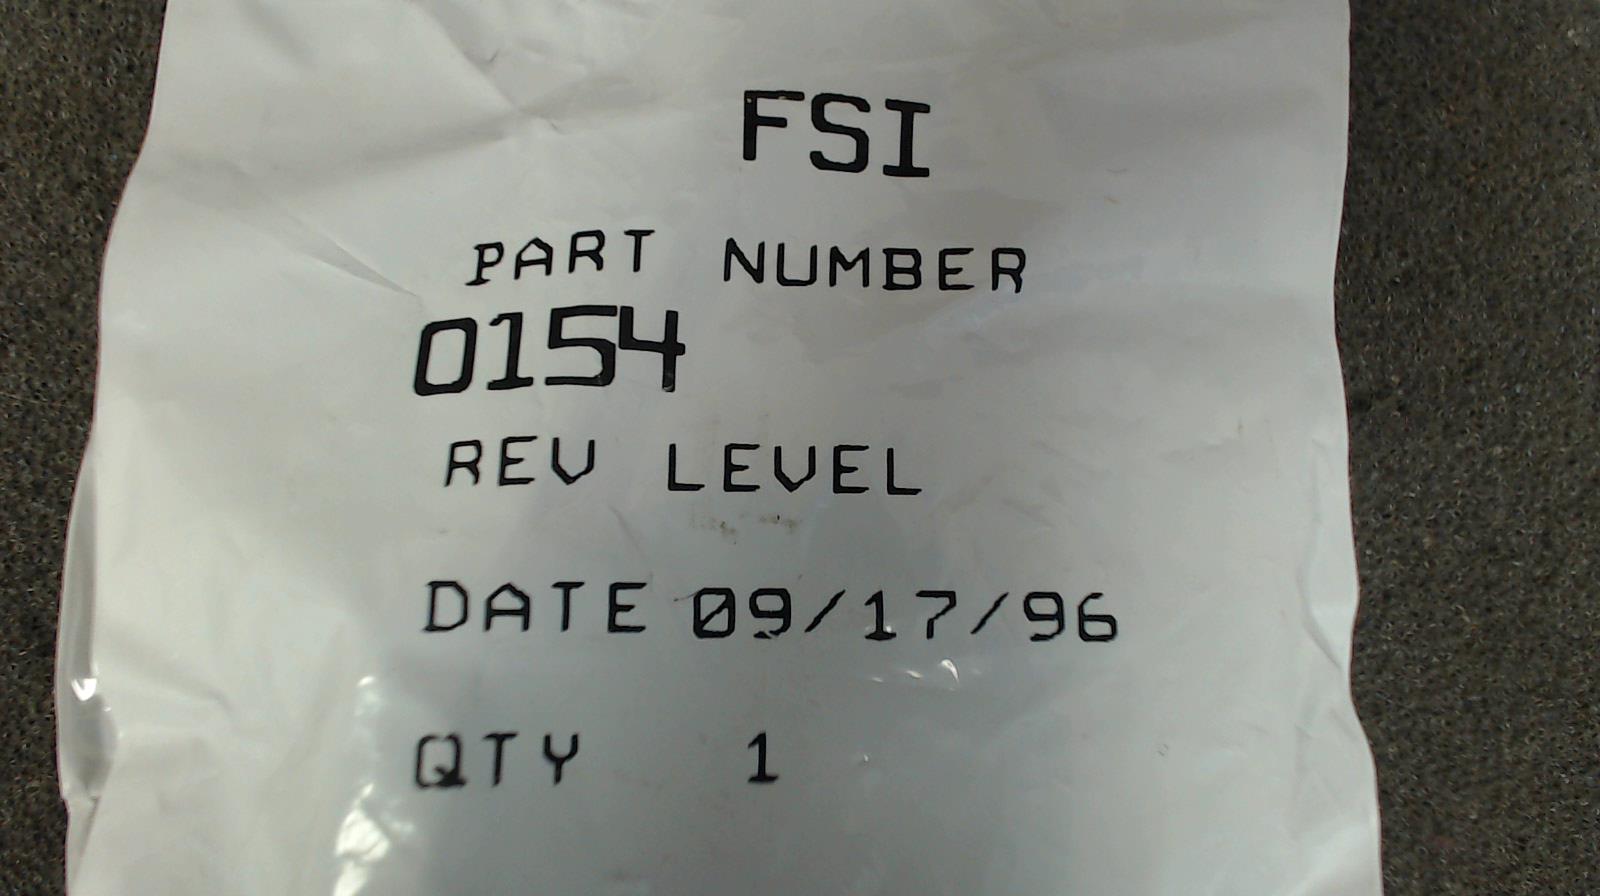 FSI
PART NUMBER
0154
REV LEVEL
DATE 09/17/96
QTY 1